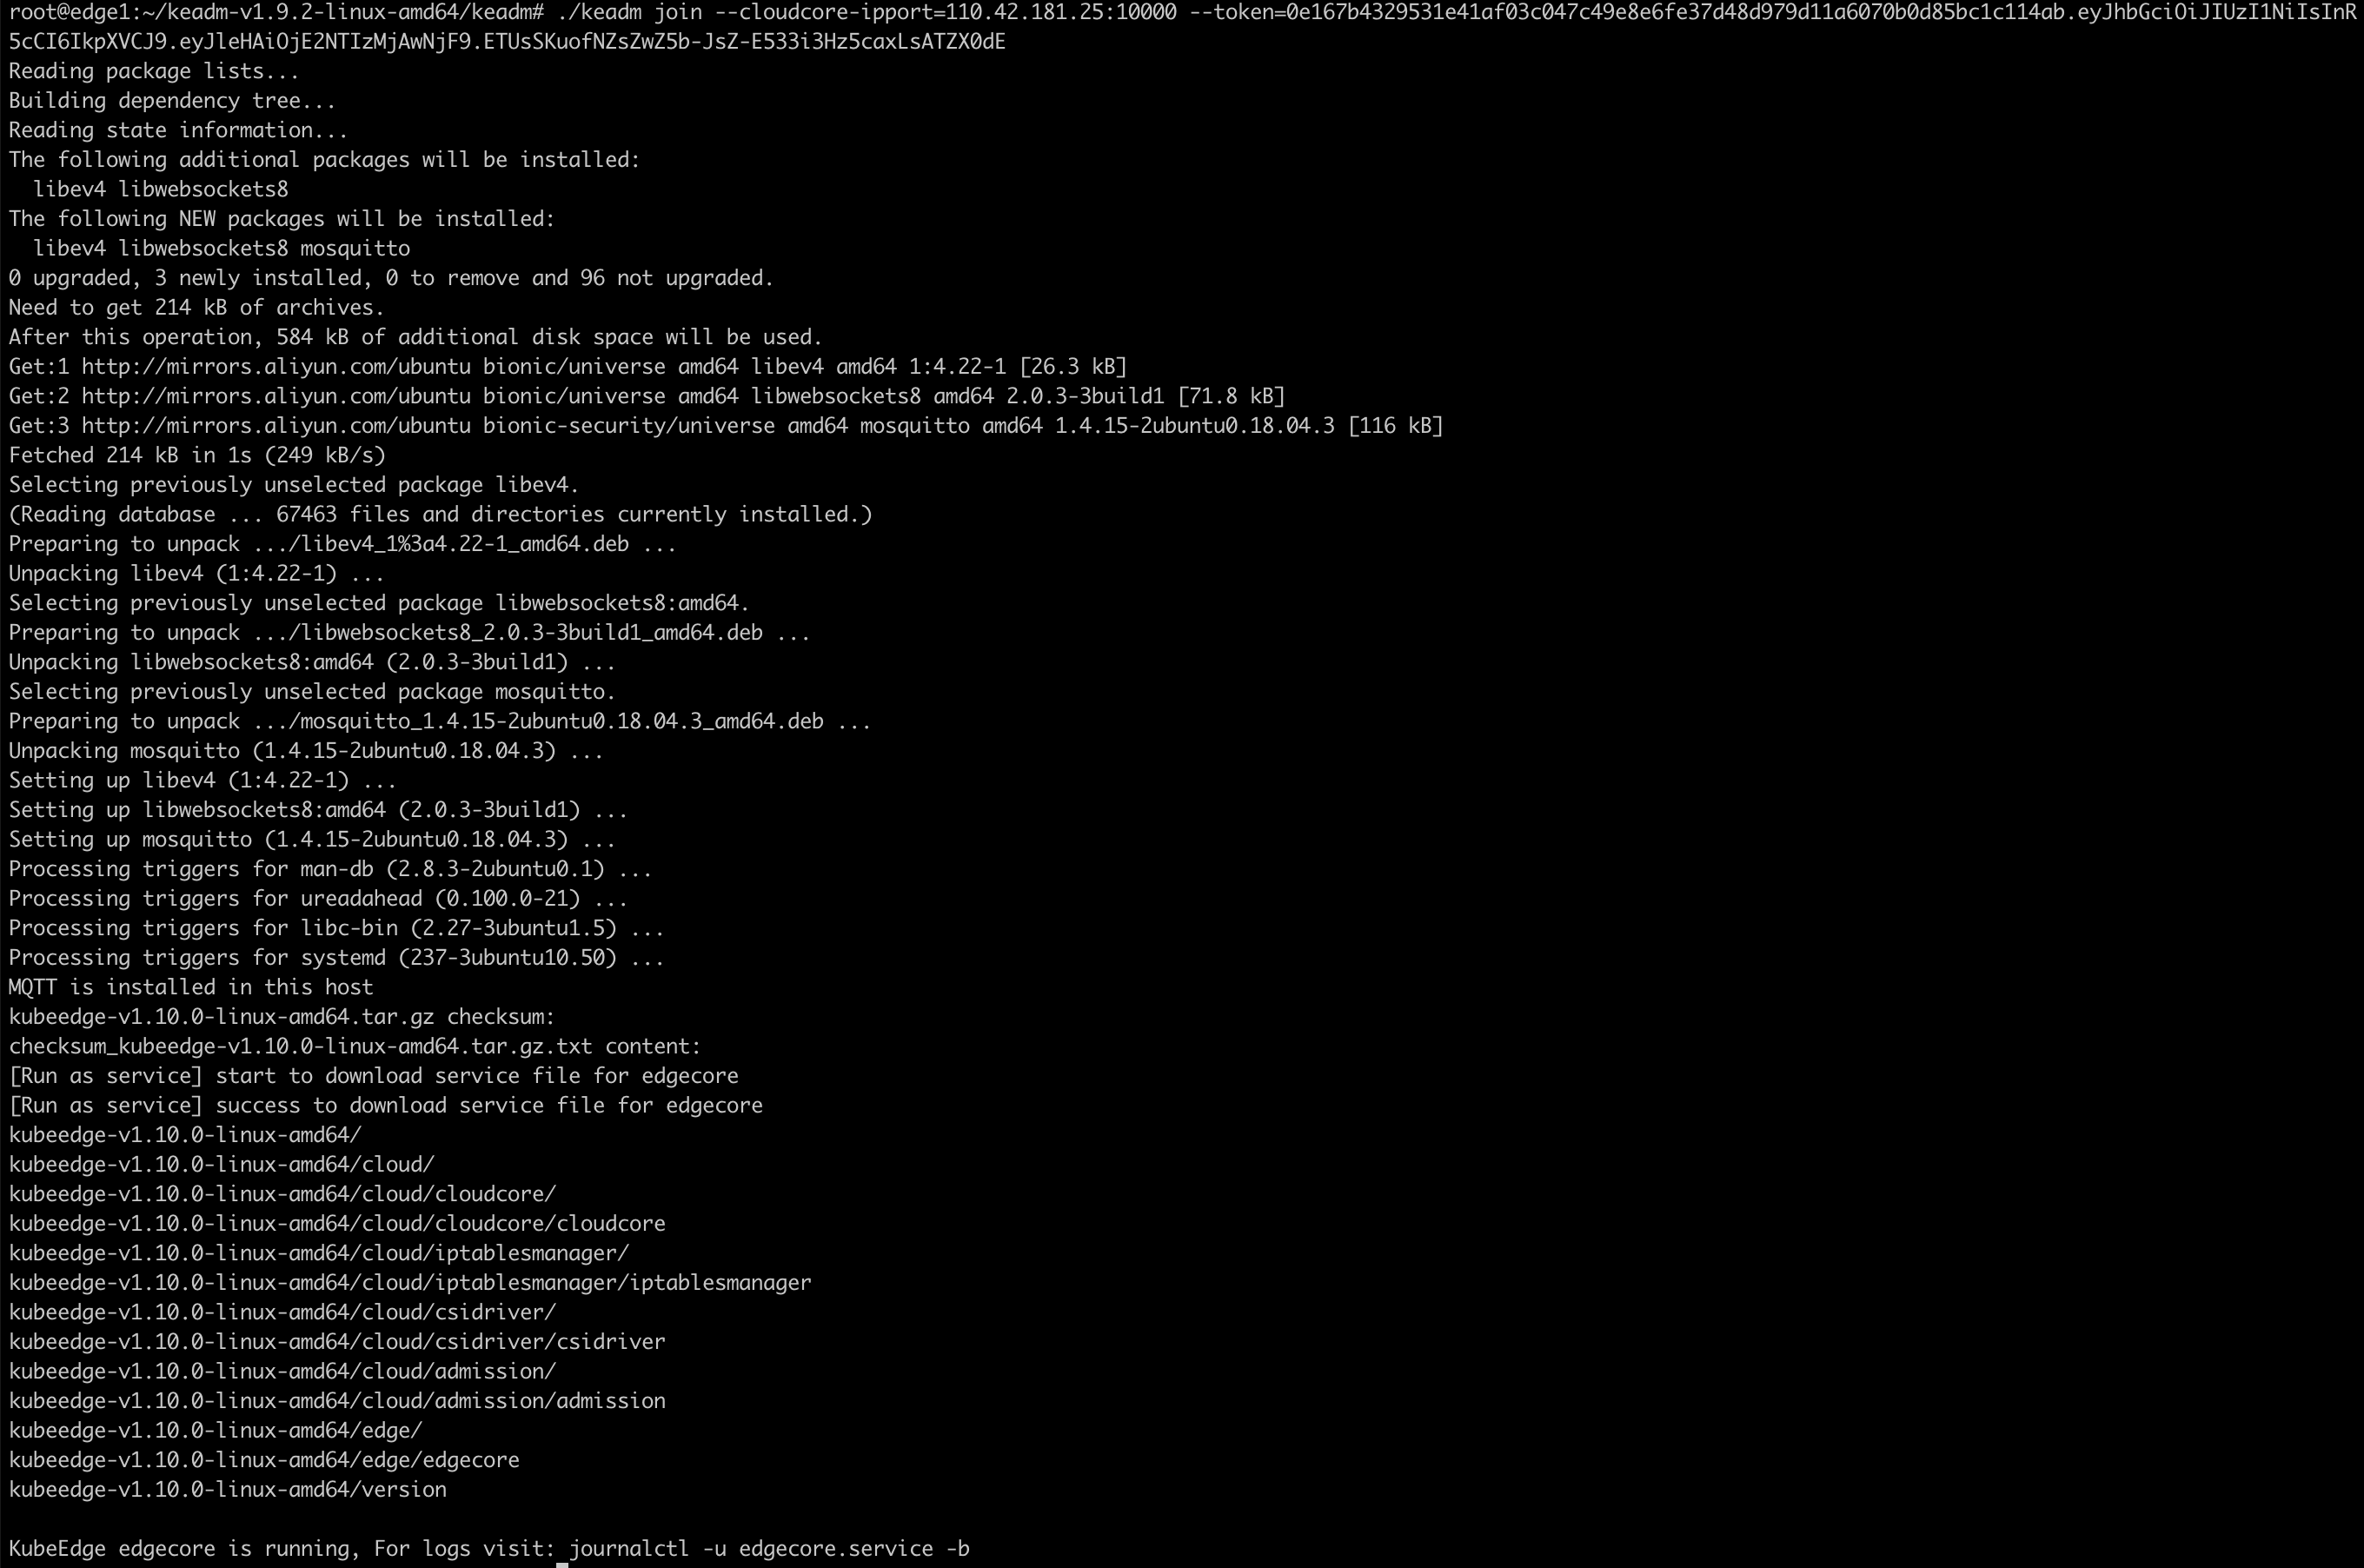 root@edge1:~/keadm-v1.9.2-linux-amd64/keadm# ./keadm join --cloudcore-ipport=110.42.181.25:10000 --token=0e167b4329531e41af03c047c49e8e6fe37d48d979d11a6070b0d85bc1c114ab.eyJhbGciOiJIUzI1NiIsInR
5cCI6IkpXVCJ9.eyJleHAiOjE2NTIzMjAwNjF9.ETUsSKuofNZsZwZ5b-JsZ-E533i3Hz5caxLsATZX0dE
Reading package lists...
Building dependency tree...
Reading state information...
The following additional packages will be installed:
  libev4 libwebsockets8
The following NEW packages will be installed:
  libev4 libwebsockets8 mosquitto
0 upgraded, 3 newly installed, 0 to remove and 96 not upgraded.
Need to get 214 kB of archives.
After this operation, 584 kB of additional disk space will be used.
Get:1 http://mirrors.aliyun.com/ubuntu bionic/universe amd64 libev4 amd64 1:4.22-1 [26.3 kB]
Get:2 http://mirrors.aliyun.com/ubuntu bionic/universe amd64 libwebsockets8 amd64 2.0.3-3build1 [71.8 kB]
Get:3 http://mirrors.aliyun.com/ubuntu bionic-security/universe amd64 mosquitto amd64 1.4.15-2ubuntu0.18.04.3 [116 kB]
Fetched 214 kB in 1s (249 kB/s)
Selecting previously unselected package libev4.
(Reading database ... 67463 files and directories currently installed.)
Preparing to unpack .../libev4_1%3a4.22-1_amd64.deb ...
Unpacking libev4 (1:4.22-1) ...
Selecting previously unselected package libwebsockets8:amd64.
Preparing to unpack .../libwebsockets8_2.0.3-3build1_amd64.deb ...
Unpacking libwebsockets8:amd64 (2.0.3-3build1) ...
Selecting previously unselected package mosquitto.
Preparing to unpack .../mosquitto_1.4.15-2ubuntu0.18.04.3_amd64.deb ...
Unpacking mosquitto (1.4.15-2ubuntu0.18.04.3) ...
Setting up libev4 (1:4.22-1) ...
Setting up libwebsockets8:amd64 (2.0.3-3build1) ...
Setting up mosquitto (1.4.15-2ubuntu0.18.04.3) ...
Processing triggers for man-db (2.8.3-2ubuntu0.1) ...
Processing triggers for ureadahead (0.100.0-21) ...
Processing triggers for libc-bin (2.27-3ubuntu1.5) ...
Processing triggers for systemd (237-3ubuntu10.50) ...
MQTT is installed in this host
kubeedge-v1.10.0-linux-amd64.tar.gz checksum:
checksum_kubeedge-v1.10.0-linux-amd64.tar.gz.txt content:
[Run as service] start to download service file for edgecore
[Run as service] success to download service file for edgecore
kubeedge-v1.10.0-linux-amd64/
kubeedge-v1.10.0-linux-amd64/cloud/
kubeedge-v1.10.0-linux-amd64/cloud/cloudcore/
kubeedge-v1.10.0-linux-amd64/cloud/cloudcore/cloudcore
kubeedge-v1.10.0-linux-amd64/cloud/iptablesmanager/
kubeedge-v1.10.0-linux-amd64/cloud/iptablesmanager/iptablesmanager
kubeedge-v1.10.0-linux-amd64/cloud/csidriver/
kubeedge-v1.10.0-linux-amd64/cloud/csidriver/csidriver
kubeedge-v1.10.0-linux-amd64/cloud/admission/
kubeedge-v1.10.0-linux-amd64/cloud/admission/admission
kubeedge-v1.10.0-linux-amd64/edge/
kubeedge-v1.10.0-linux-amd64/edge/edgecore
kubeedge-v1.10.0-linux-amd64/version

KubeEdge edgecore is running, For logs visit: journalctl -u edgecore.service -b